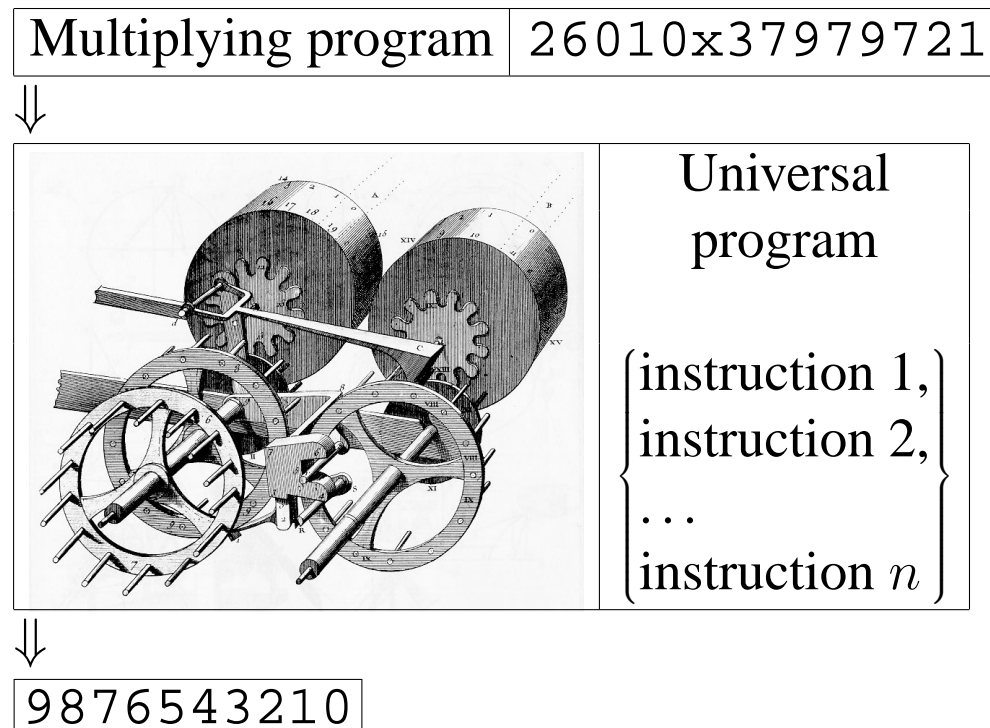 Multiplying program 26010x37979721
⇓
Universal
program
instruction 1,
instruction 2,
...
instruction n
⇓
9876543210